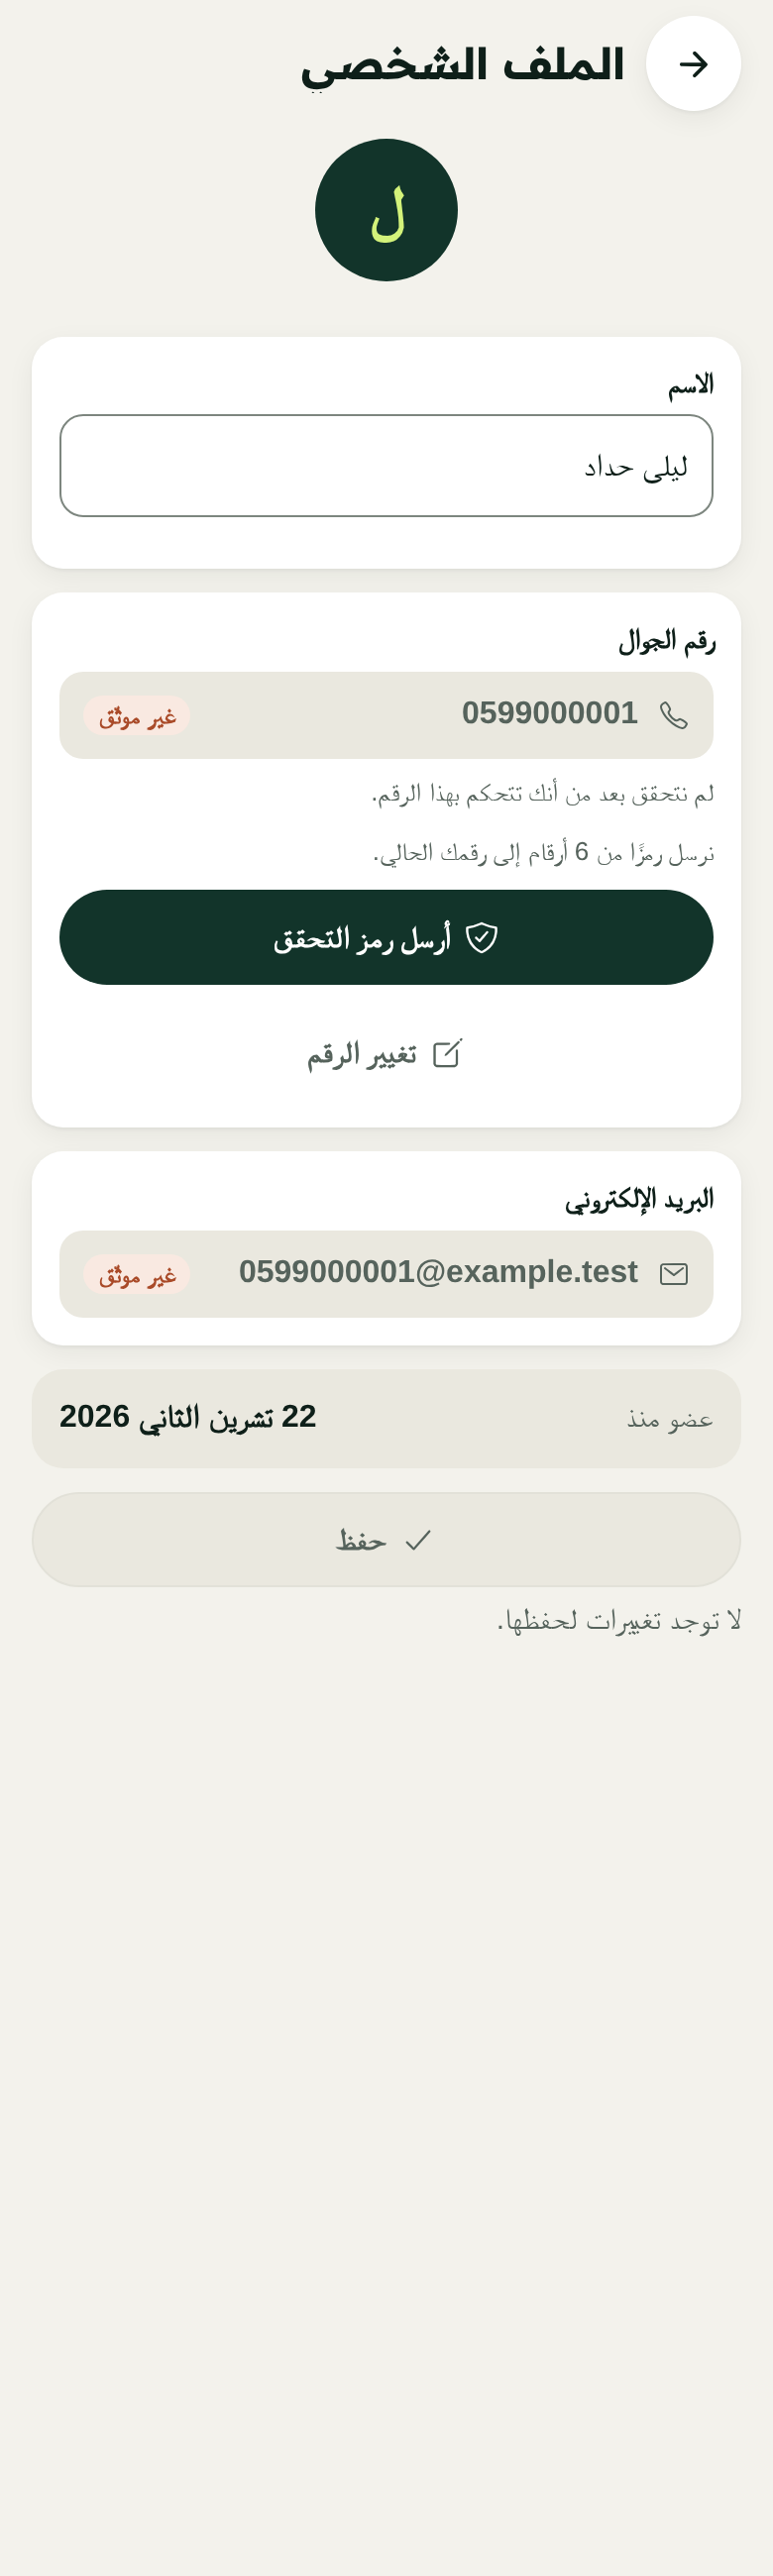 الملف الشخصي
ل
الاسم
ليلى حداد
رقم الجوال
0599000001
غير موثّق
لم نتحقق بعد من أنك تتحكم بهذا الرقم.
نرسل رمزًا من 6 أرقام إلى رقمك الحالي.
أرسل رمز التحقق
تغيير الرقم
البريد الإلكتروني
0599000001@example.test
غير موثّق
عضو منذ
22 تشرين الثاني 2026
حفظ
لا توجد تغييرات لحفظها.